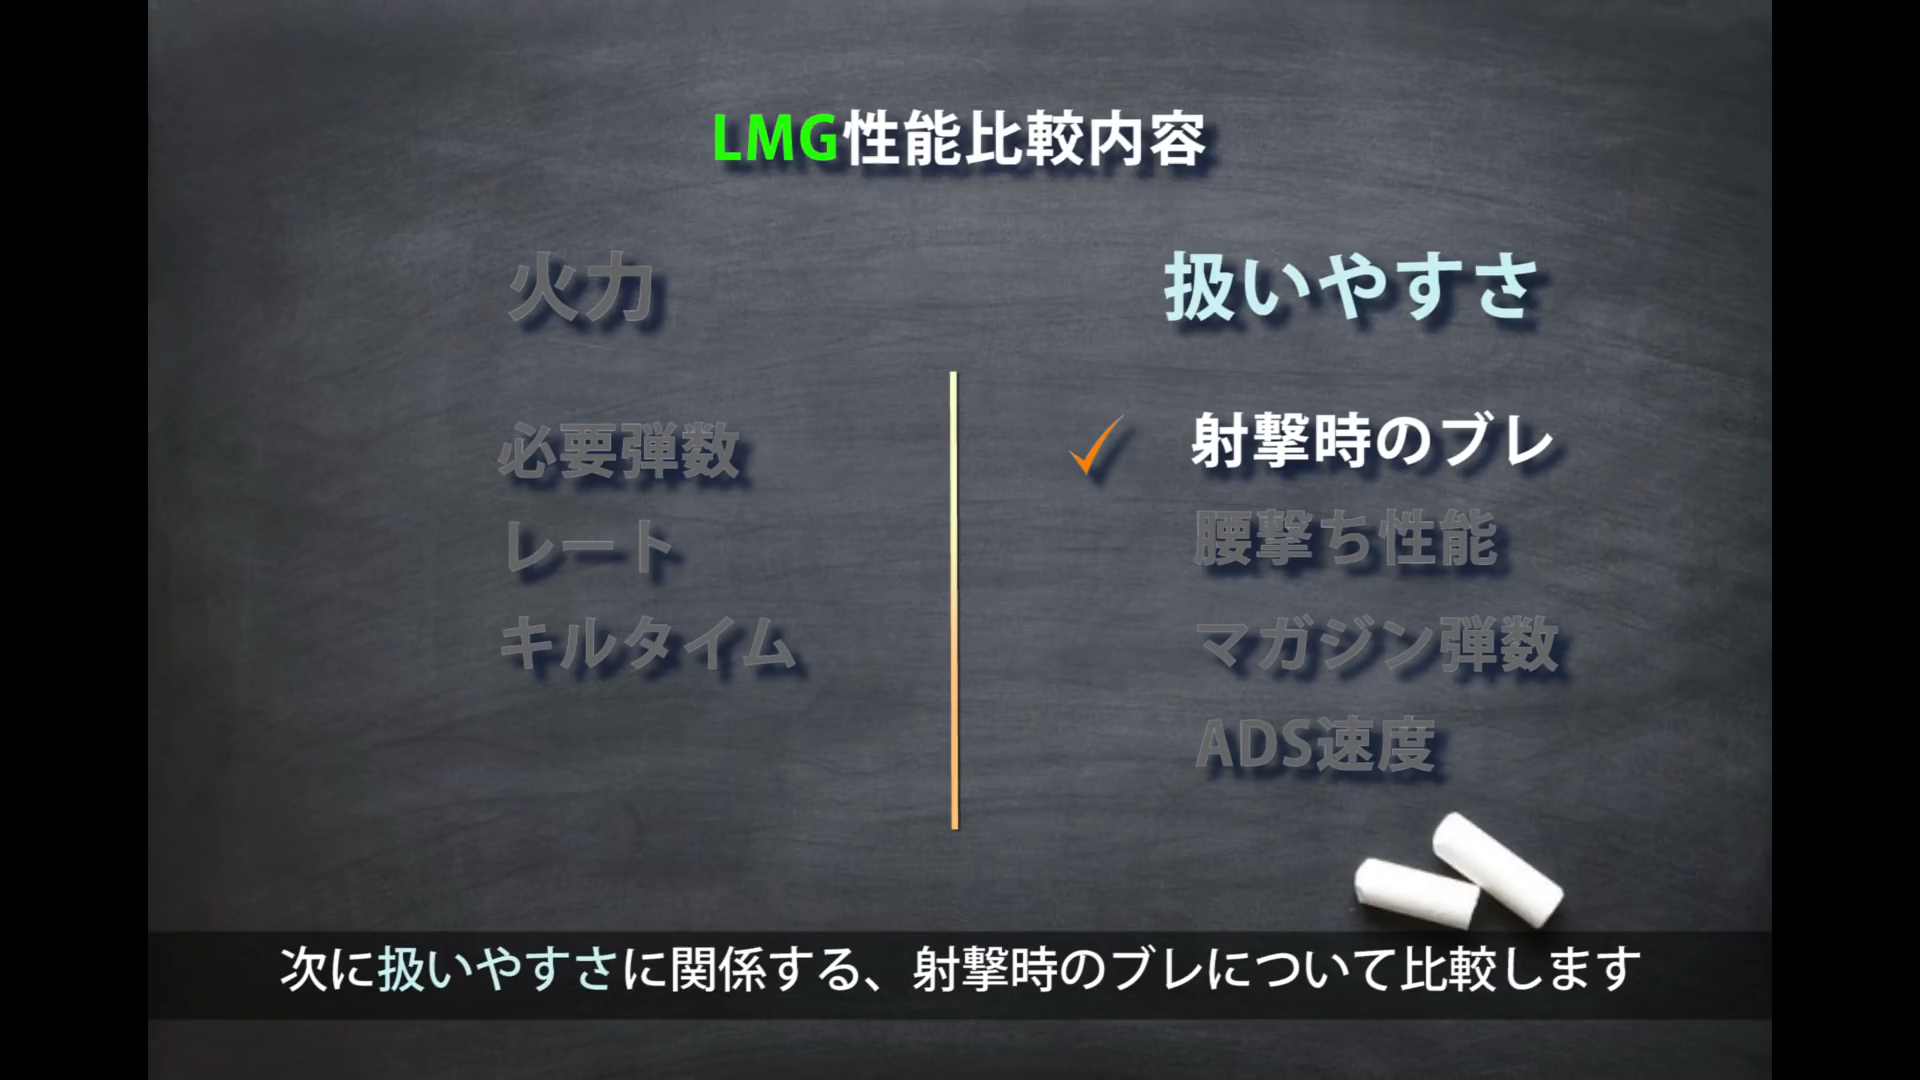 LMG性能比較内容
火力
必要弾数
レート
キルタイム
扱いやすさ
射撃時のブレ
腰撃ち性能
マガジン弾数
ADS速度
次に扱いやすさに関係する、射撃時のブレについて比較します